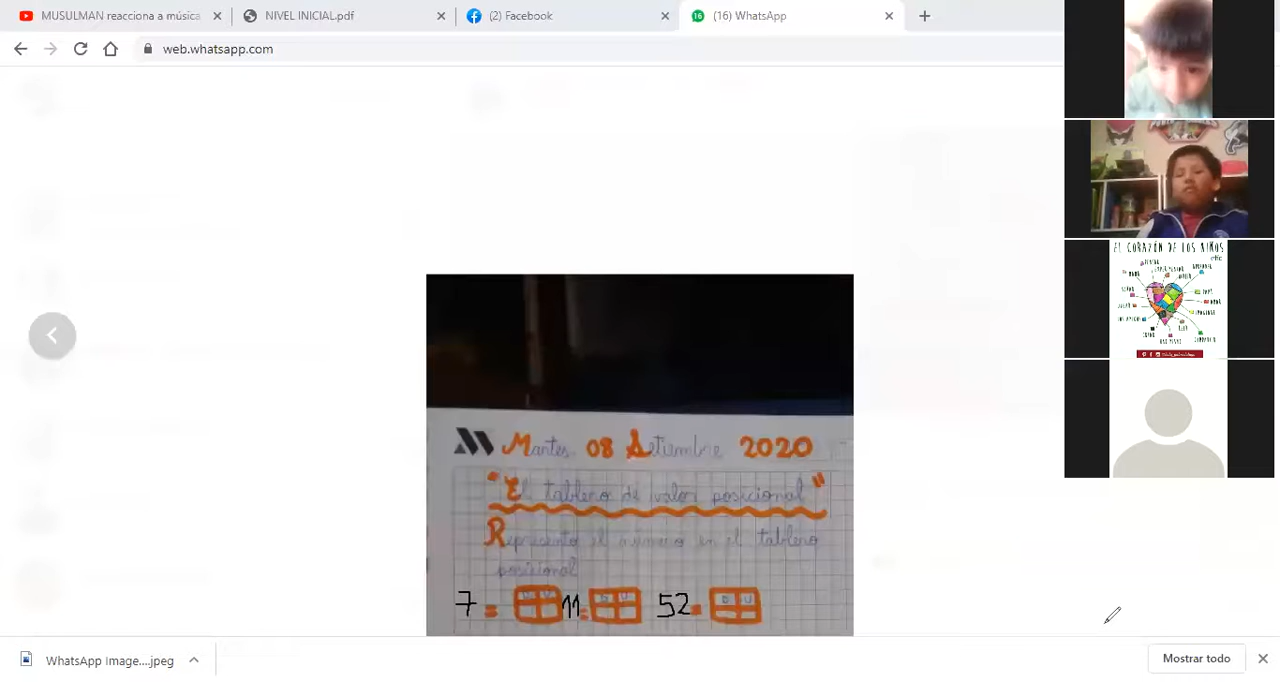 MUSULMAN reacciona a música
NIVEL INICIAL.pdf
(2) Facebook
(16) WhatsApp
web.whatsapp.com
EL CORAZÓN DE LOS NIÑOS
Martes, 08 Setiembre 2020
"El tablero de valor posicional"
Represento el número en el tablero
posicional
7 = D U 11 = D U 52 = D U
WhatsApp Image....jpeg
Mostrar todo